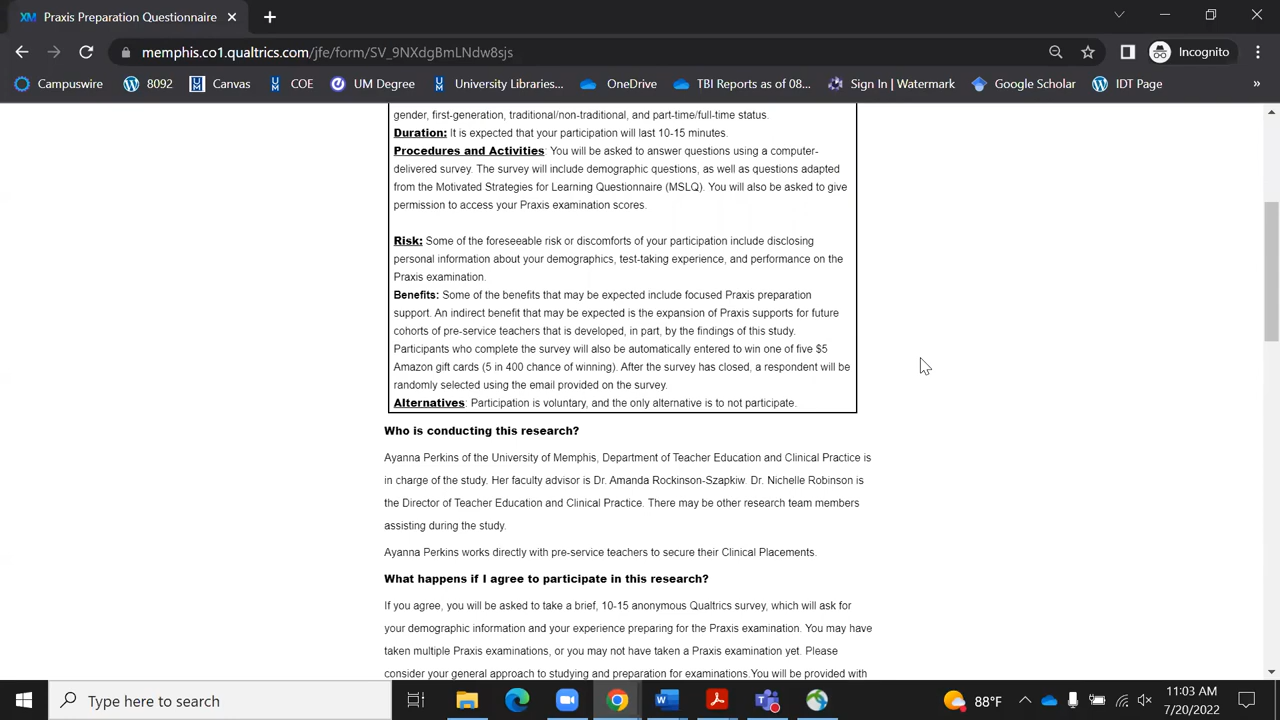 XM Praxis Preparation Questionnaire
Incognito
memphis.co1.qualtrics.com/jfe/form/SV_9NXdgBmLNdw8sjs
Campuswire 8092 Canvas COE UM Degree University Libraries... OneDrive TBI Reports as of 08... Sign In | Watermark Google Scholar IDT Page »
gender, first-generation, traditional/non-traditional, and part-time/full-time status.
Duration: It is expected that your participation will last 10-15 minutes.
Procedures and Activities: You will be asked to answer questions using a computer-
delivered survey. The survey will include demographic questions, as well as questions adapted
from the Motivated Strategies for Learning Questionnaire (MSLQ). You will also be asked to give
permission to access your Praxis examination scores.
Risk: Some of the foreseeable risk or discomforts of your participation include disclosing
personal information about your demographics, test-taking experience, and performance on the
Praxis examination.
Benefits: Some of the benefits that may be expected include focused Praxis preparation
support. An indirect benefit that may be expected is the expansion of Praxis supports for future
cohorts of pre-service teachers that is developed, in part, by the findings of this study.
Participants who complete the survey will also be automatically entered to win one of five $5
Amazon gift cards (5 in 400 chance of winning). After the survey has closed, a respondent will be
randomly selected using the email provided on the survey.
Alternatives: Participation is voluntary, and the only alternative is to not participate.
Who is conducting this research?
Ayanna Perkins of the University of Memphis, Department of Teacher Education and Clinical Practice is
in charge of the study. Her faculty advisor is Dr. Amanda Rockinson-Szapkiw. Dr. Nichelle Robinson is
the Director of Teacher Education and Clinical Practice. There may be other research team members
assisting during the study.
Ayanna Perkins works directly with pre-service teachers to secure their Clinical Placements.
What happens if I agree to participate in this research?
If you agree, you will be asked to take a brief, 10-15 anonymous Qualtrics survey, which will ask for
your demographic information and your experience preparing for the Praxis examination. You may have
taken multiple Praxis examinations, or you may not have taken a Praxis examination yet. Please
consider your general approach to studying and preparation for examinations.You will be provided with
Type here to search
88°F
11:03 AM
7/20/2022